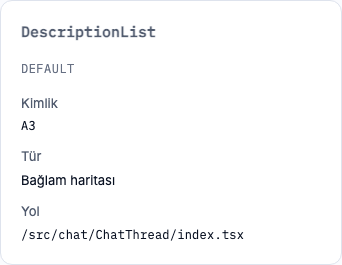 DescriptionList
DEFAULT
Kimlik
A3
Tür
Bağlam haritası
Yol
/src/chat/ChatThread/index.tsx